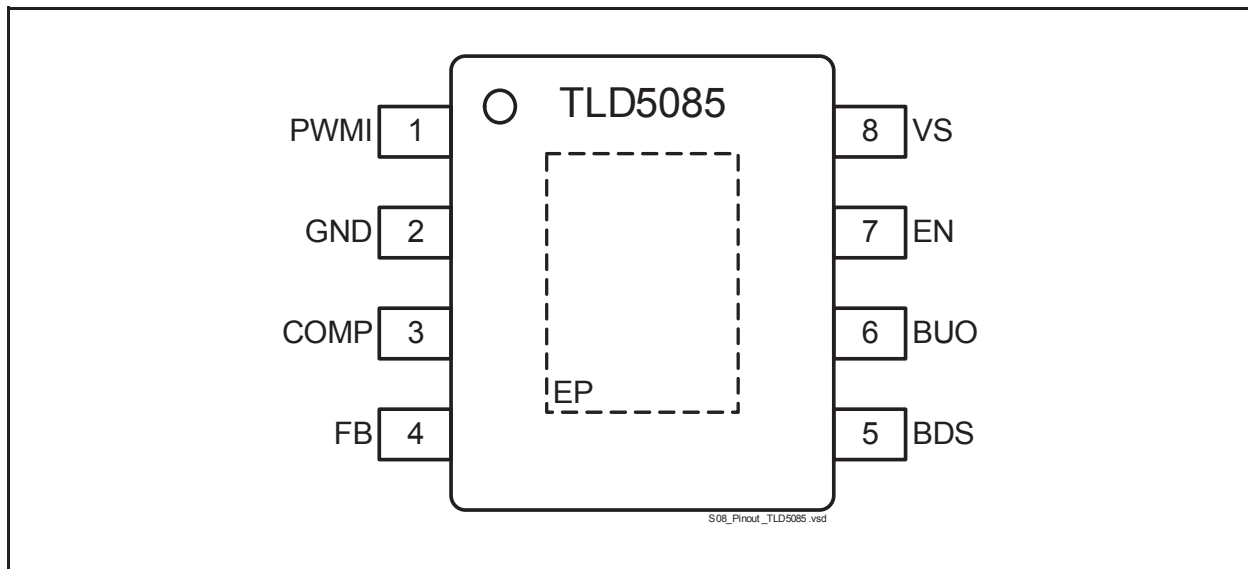 TLD5085
PWMI 1
8 VS
GND 2
7 EN
COMP 3
6 BUO
EP
FB 4
5 BDS
S08_Pinout_TLD5085.vsd